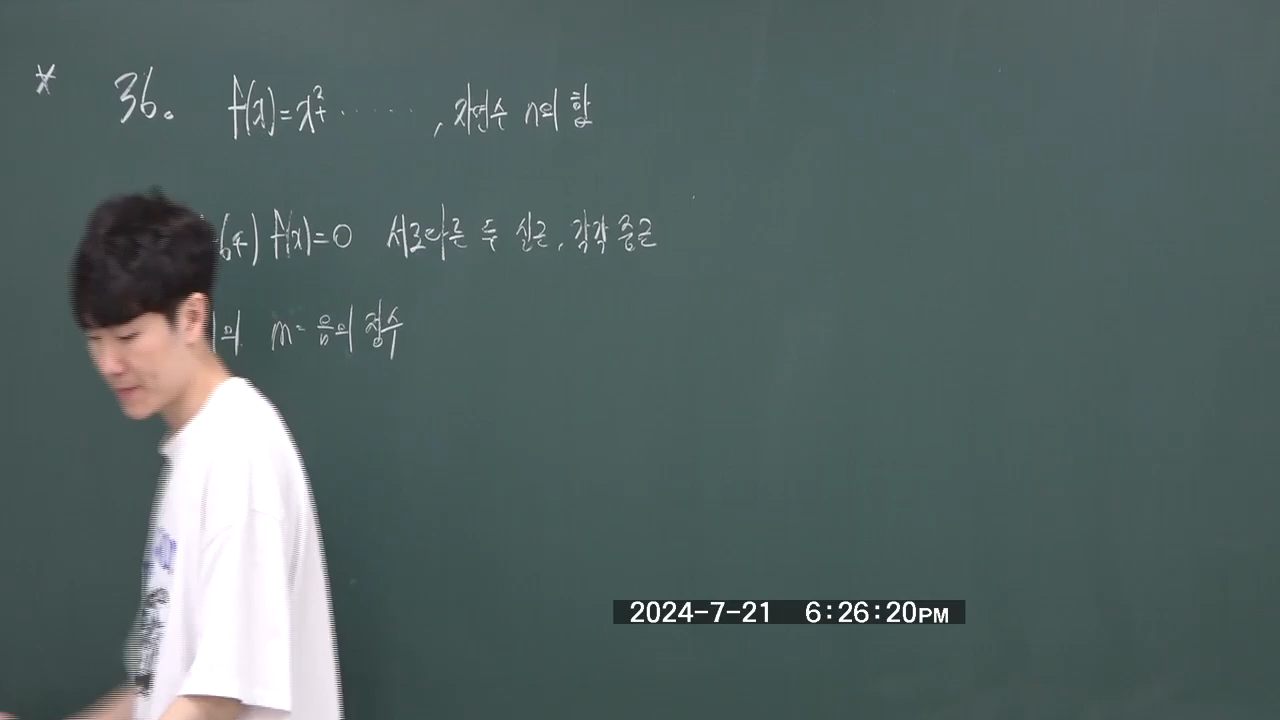 * 36. f(x)=x²+ ······ , 자연수 n의 합
f(x)=0 서로다른 두 실근, 각각 중근
의 m = 음의 정수
2024-7-21 6:26:20PM